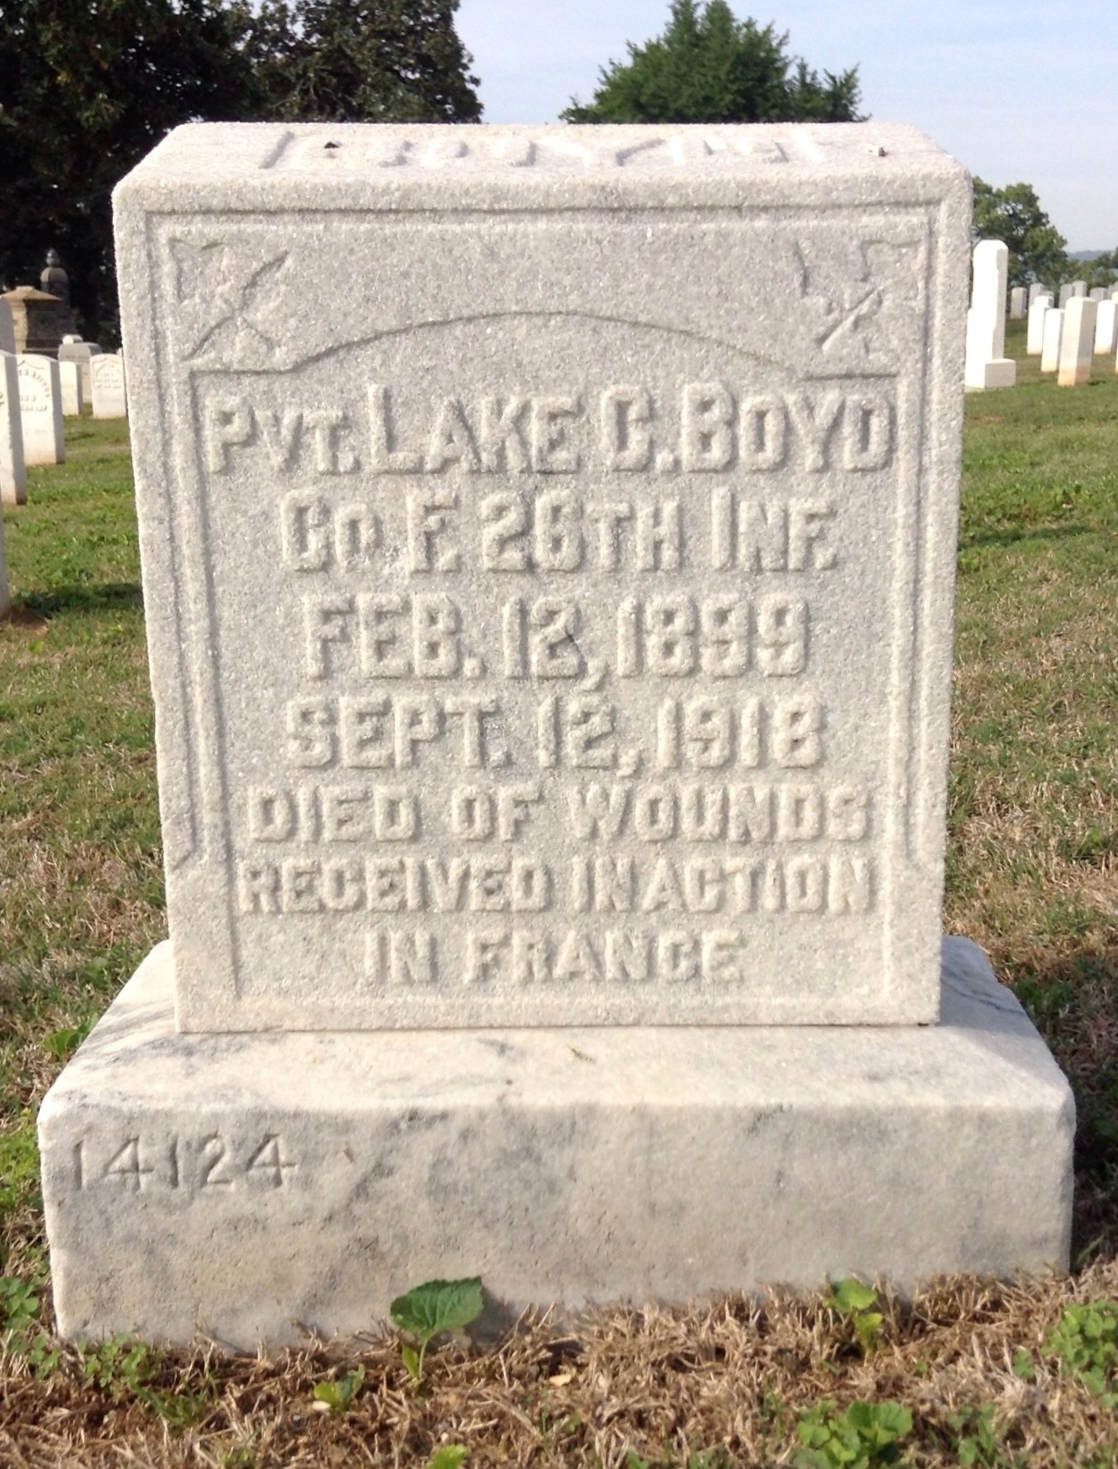 PVT. LAKE C. BOYD
CO F. 26TH INF.
FEB. 12, 1899
SEPT. 12, 1918
DIED OF WOUNDS
RECEIVED IN ACTION
IN FRANCE
14124